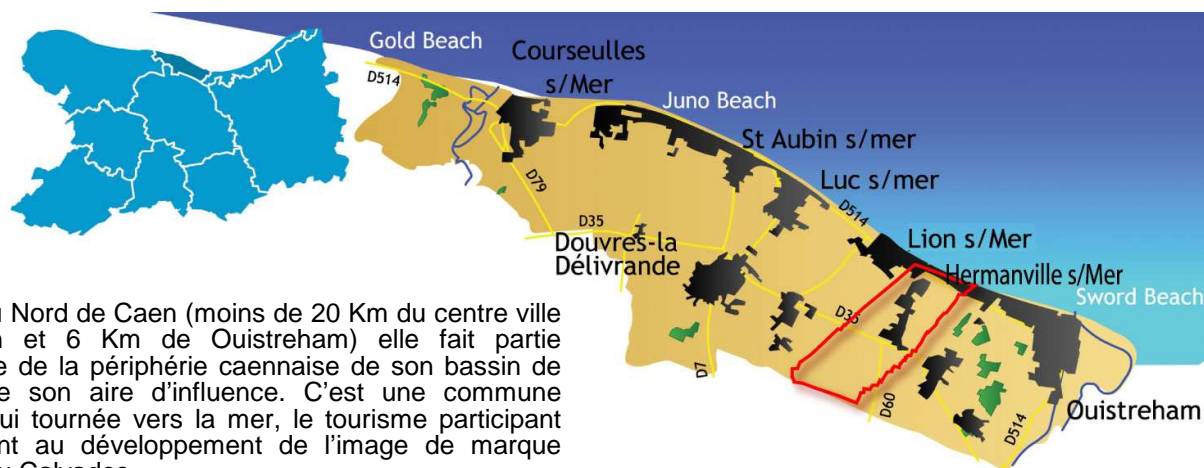 Gold Beach
Courseulles
s/Mer
D514
Juno Beach
St Aubin s/mer
D79
Luc s/mer
D514
D35
Douvres-la
Délivrande
Lion s/Mer
Hermanville s/Mer
Sword Beach
D35
D7
D60
D514
Ouistreham
Nord de Caen (moins de 20 Km du centre ville
et 6 Km de Ouistreham) elle fait partie
de la périphérie caennaise de son bassin de
son aire d’influence. C’est une commune
ui tournée vers la mer, le tourisme participant
nt au développement de l’image de marque